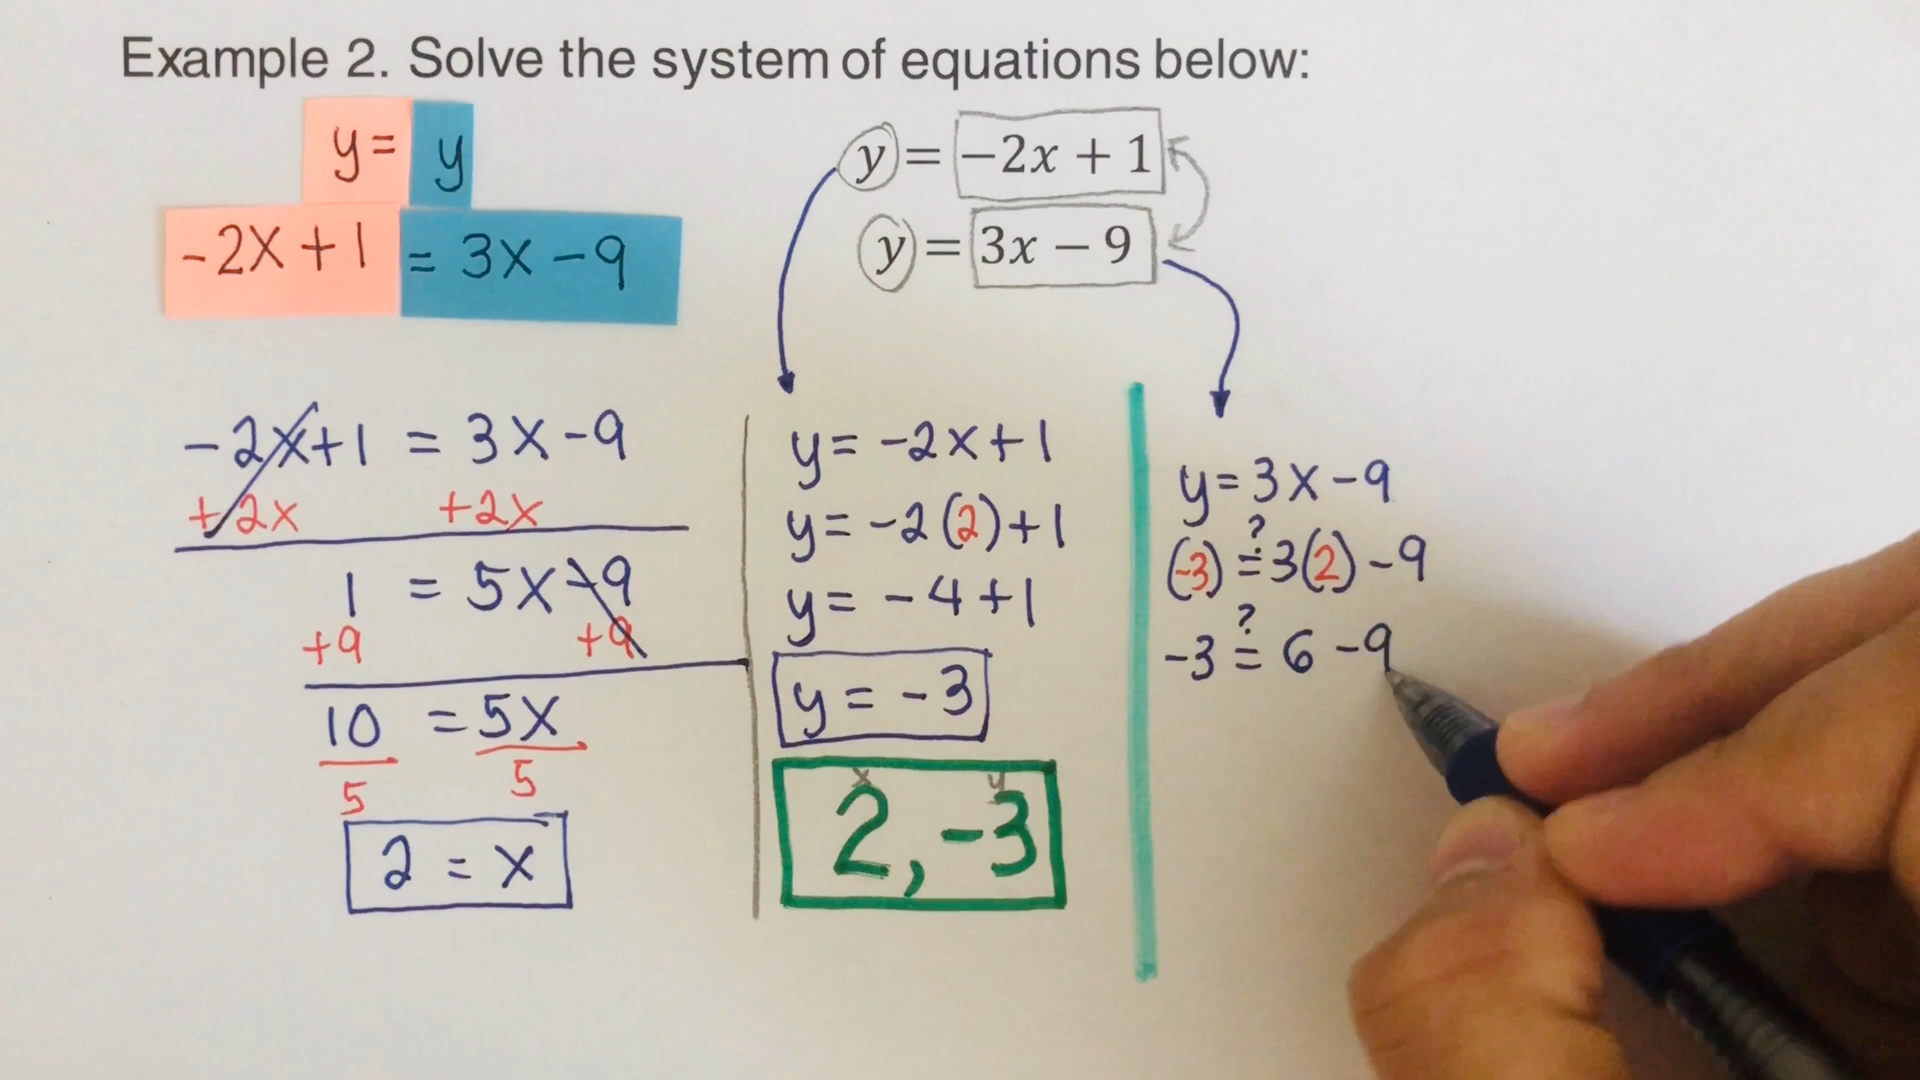 Example 2. Solve the system of equations below:
y= y
-2x+1 = 3x-9
y = −2x + 1
y = 3x − 9
-2x+1 = 3x-9
+2x +2x
1 = 5x-9
+9 +9
10 = 5x
5 5
2 = x
y= -2x+1
y= -2(2)+1
y= -4+1
y= -3
x y
2, -3
y= 3x-9
?
(-3) = 3(2)-9
?
-3 = 6-9